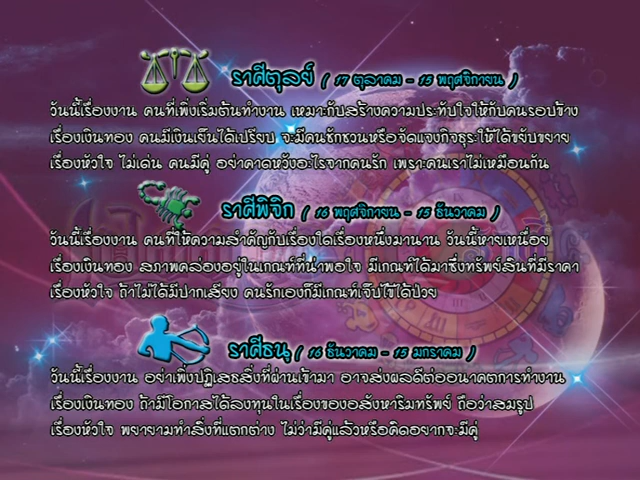 ราศีตุลย์ ( 17 ตุลาคม - 15 พฤศจิกายน )
วันนี้เรื่องงาน คนที่เพิ่งเริ่มต้นทำงาน เหมาะกับสร้างความประทับใจให้กับคนรอบข้าง
เรื่องเงินทอง คนมีเงินเย็นได้เปรียบ จะมีคนชักชวนหรือจัดแจงกิจธุระให้ได้ขยับขยาย
เรื่องหัวใจ ไม่เด่น คนมีคู่ อย่าคาดหวังอะไรจากคนรัก เพราะคนเราไม่เหมือนกัน
ราศีพิจิก ( 16 พฤศจิกายน - 15 ธันวาคม )
วันนี้เรื่องงาน คนที่ให้ความสำคัญกับเรื่องใดเรื่องหนึ่งมานาน วันนี้หายเหนื่อย
เรื่องเงินทอง สภาพคล่องอยู่ในเกณฑ์ที่น่าพอใจ มีเกณฑ์ได้มาซึ่งทรัพย์สินที่มีราคา
เรื่องหัวใจ ถ้าไม่ได้มีปากเสียง คนรักเองก็มีเกณฑ์เจ็บไข้ได้ป่วย
ราศีธนู ( 16 ธันวาคม - 15 มกราคม )
วันนี้เรื่องงาน อย่าเพิ่งปฏิเสธสิ่งที่ผ่านเข้ามา อาจส่งผลดีต่ออนาคตการทำงาน
เรื่องเงินทอง ถ้ามีโอกาสได้ลงทุนในเรื่องของอสังหาริมทรัพย์ ถือว่าสมรูป
เรื่องหัวใจ พยายามทำสิ่งที่แตกต่าง ไม่ว่ามีคู่แล้วหรือคิดอยากจะมีคู่